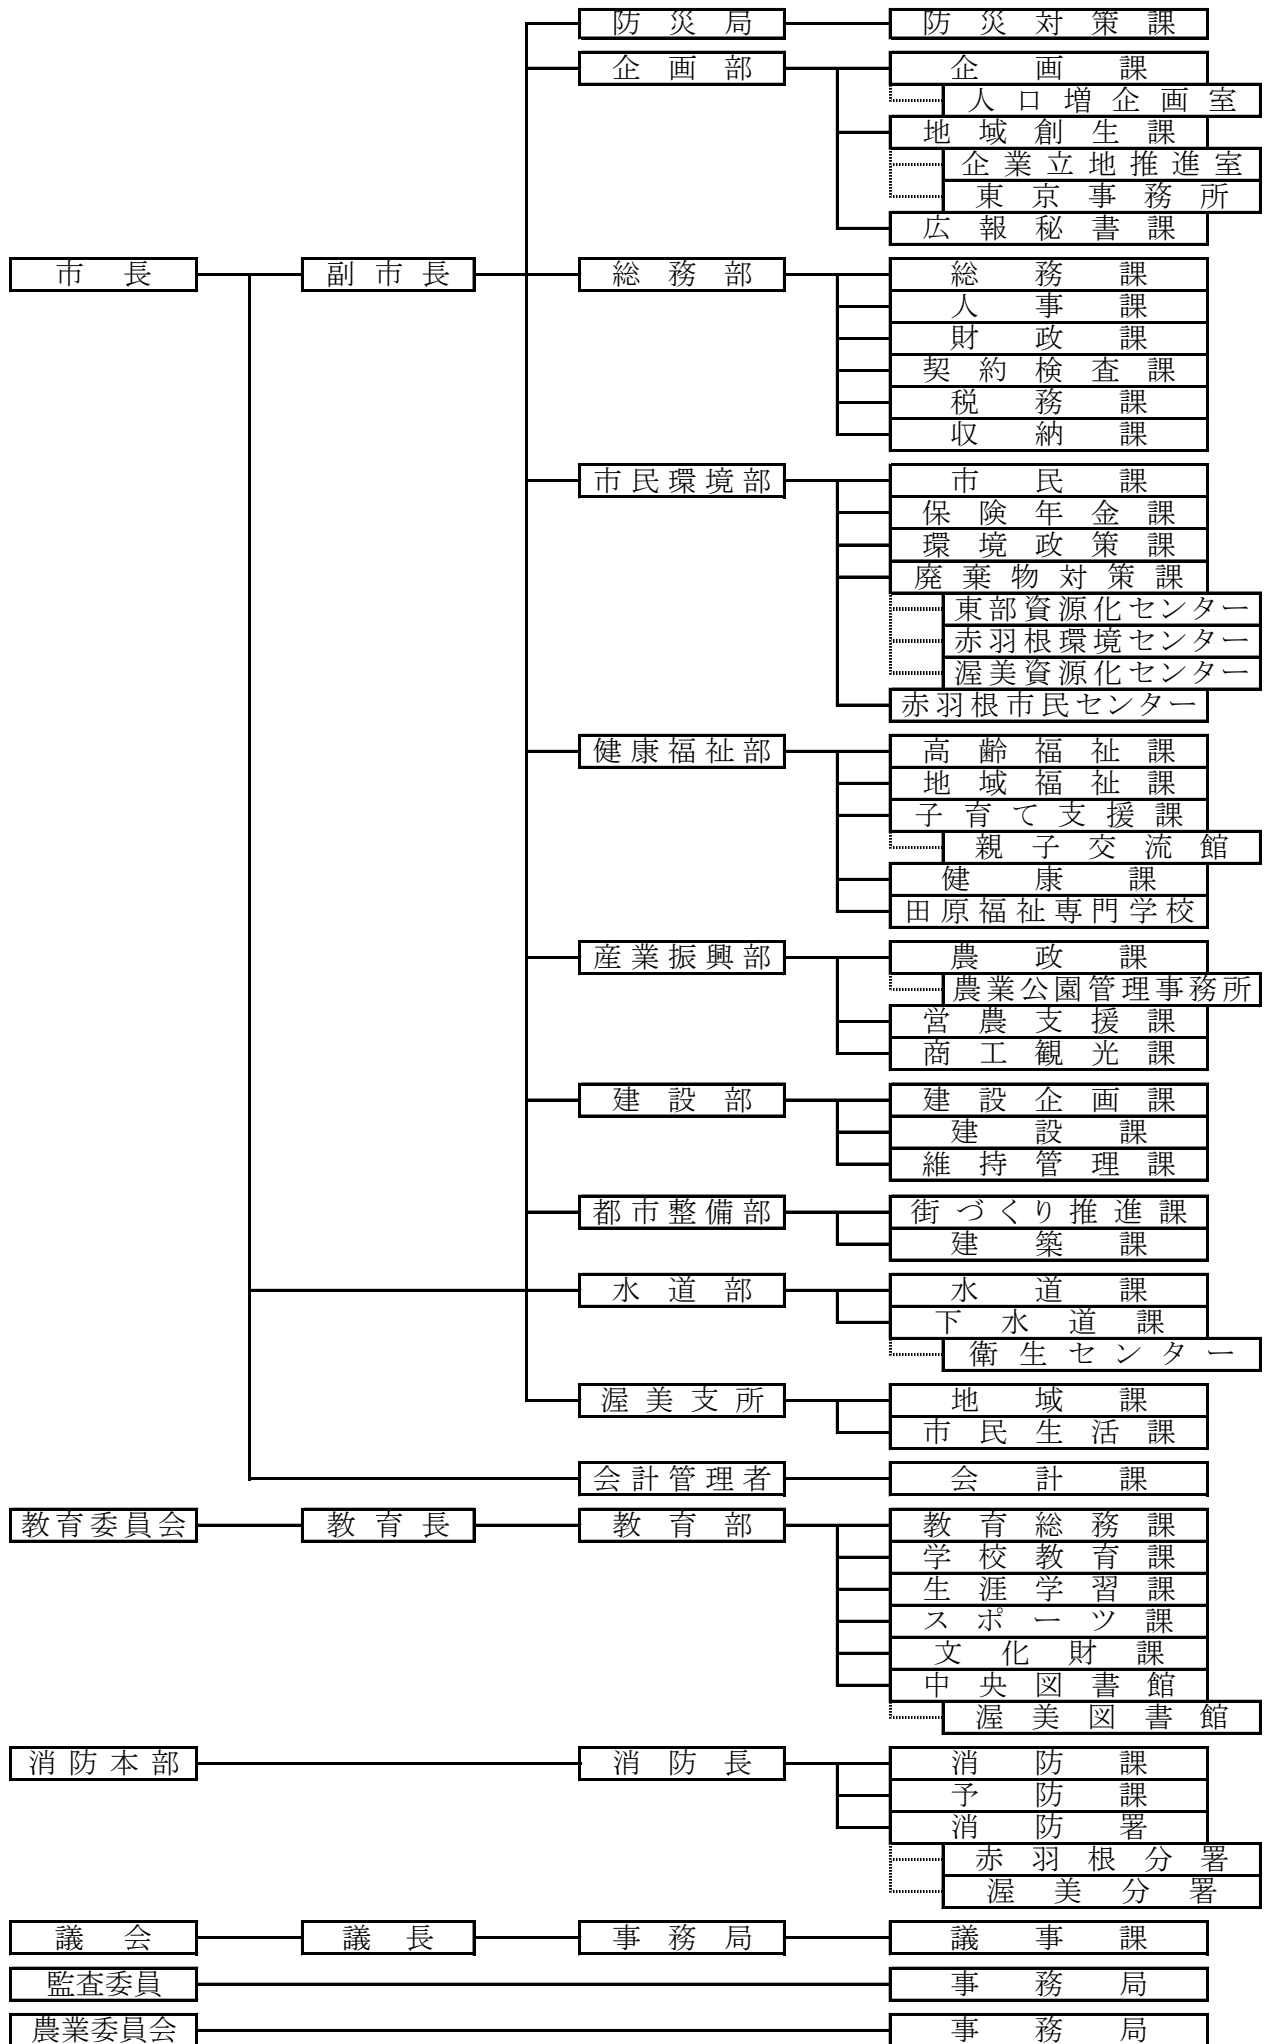 防災局 防災対策課
企画部 企画課
人口増企画室
地域創生課
企業立地推進室
東京事務所
広報秘書課
市長 副市長 総務部 総務課
人事課
財政課
契約検査課
税務課
収納課
市民環境部 市民課
保険年金課
環境政策課
廃棄物対策課
東部資源化センター
赤羽根環境センター
渥美資源化センター
赤羽根市民センター
健康福祉部 高齢福祉課
地域福祉課
子育て支援課
親子交流館
健康課
田原福祉専門学校
産業振興部 農政課
農業公園管理事務所
営農支援課
商工観光課
建設部 建設企画課
建設課
維持管理課
都市整備部 街づくり推進課
建築課
水道部 水道課
下水道課
衛生センター
渥美支所 地域課
市民生活課
会計管理者 会計課
教育委員会 教育長 教育部 教育総務課
学校教育課
生涯学習課
スポーツ課
文化財課
中央図書館
渥美図書館
消防本部 消防長 消防課
予防課
消防署
赤羽根分署
渥美分署
議会 議長 事務局 議事課
監査委員 事務局
農業委員会 事務局